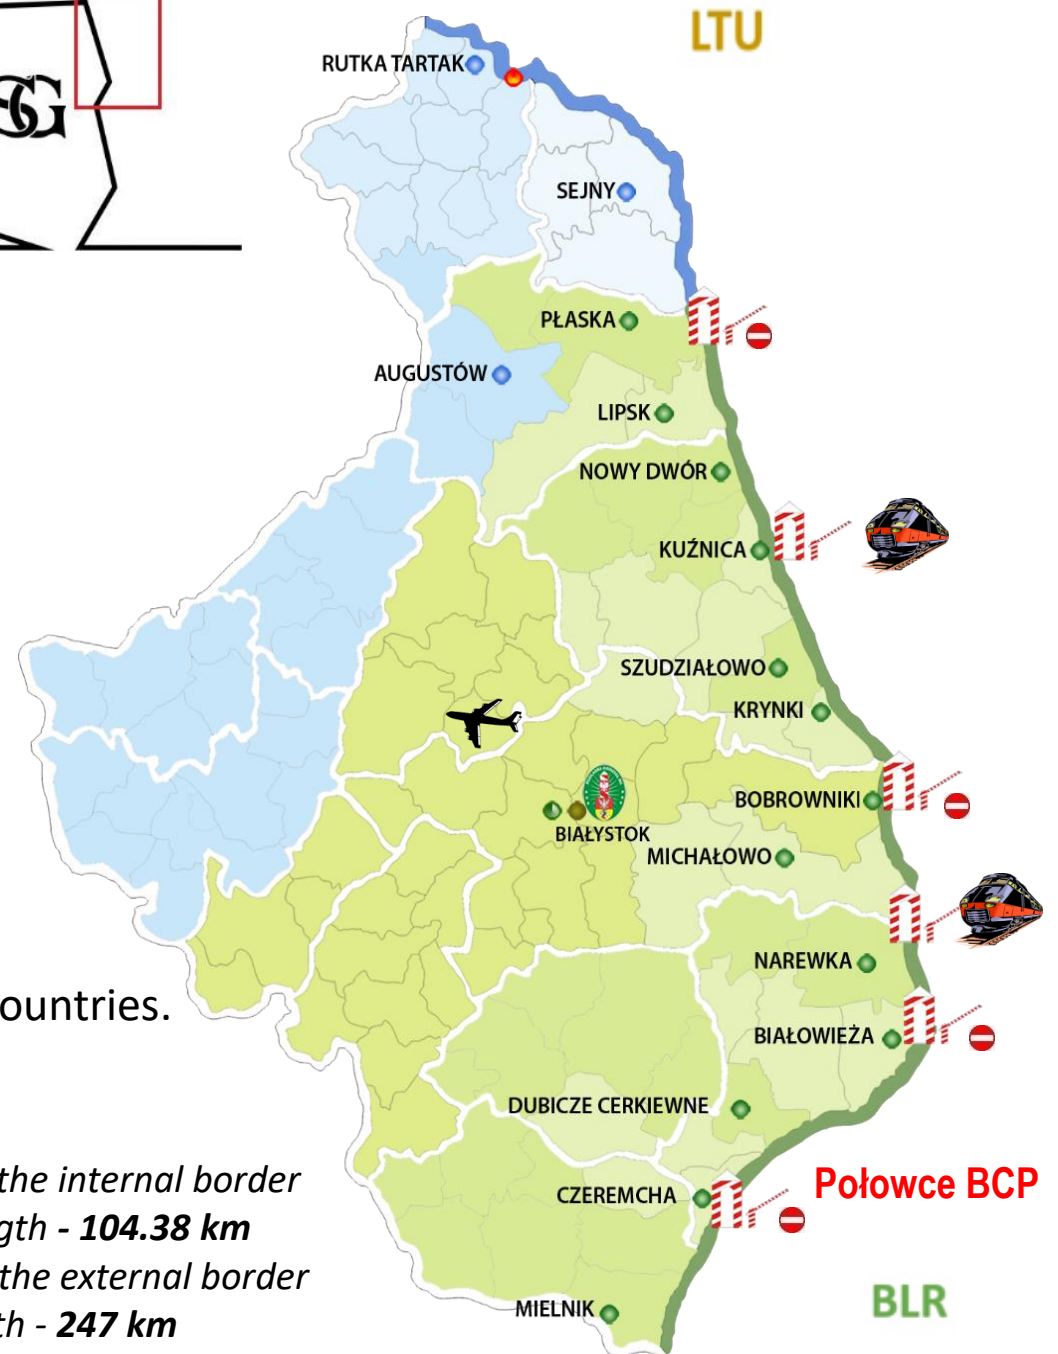 LTU
RUTKA TARTAK
SG
SEJNY
PŁASKA
AUGUSTÓW
LIPSK
NOWY DWÓR
KUŹNICA
SZUDZIAŁOWO
KRYNKI
BOBROWNIKI
BIAŁYSTOK
MICHAŁOWO
NAREWKA
ountries.
BIAŁOWIEŻA
DUBICZE CERKIEWNE
the internal border
Połowce BCP
CZEREMCHA
gth - 104.38 km
the external border
BLR
MIELNIK
th - 247 km